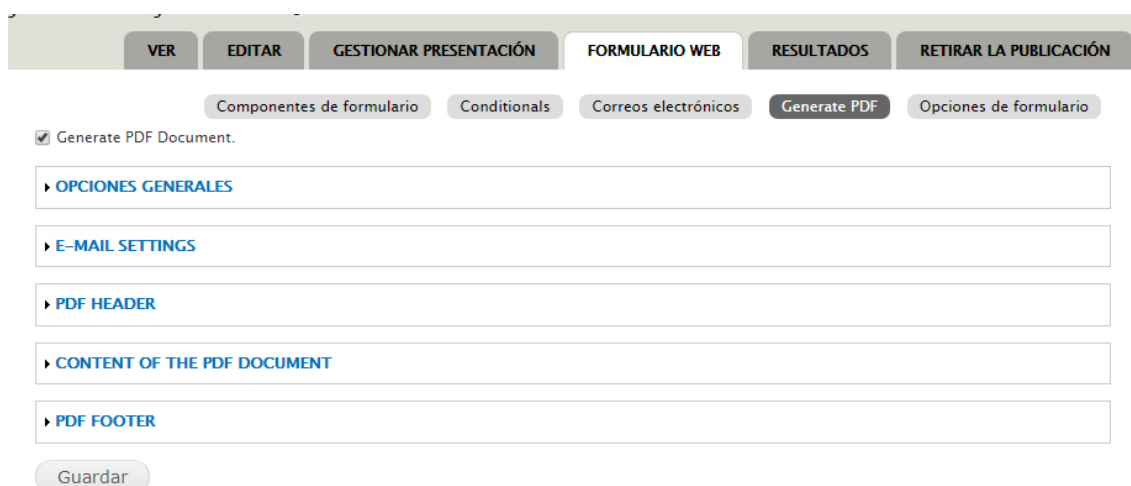 VER EDITAR GESTIONAR PRESENTACIÓN FORMULARIO WEB RESULTADOS RETIRAR LA PUBLICACIÓN
Componentes de formulario Conditionals Correos electrónicos Generate PDF Opciones de formulario
Generate PDF Document.
OPCIONES GENERALES
E-MAIL SETTINGS
PDF HEADER
CONTENT OF THE PDF DOCUMENT
PDF FOOTER
Guardar